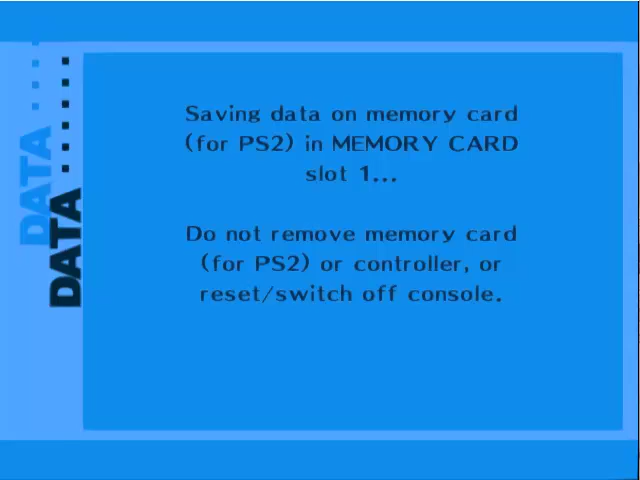 Saving data on memory card
(for PS2) in MEMORY CARD
slot 1...
Do not remove memory card
(for PS2) or controller, or
reset/switch off console.
DATA......
DATA......